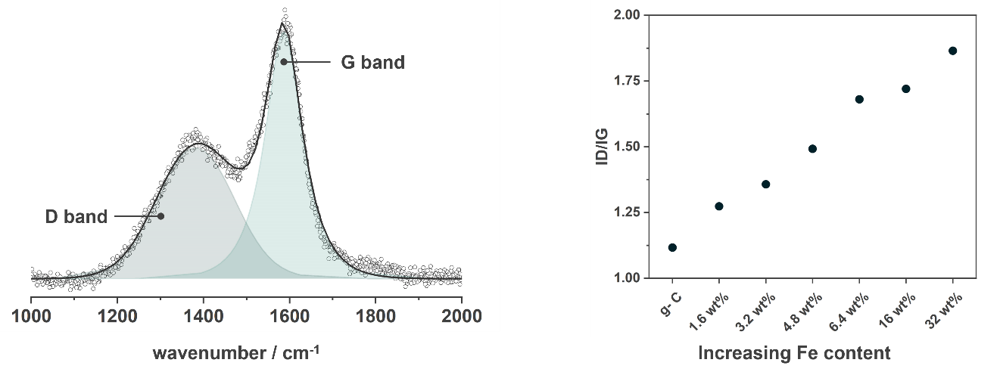 G band
D band
1000 1200 1400 1600 1800 2000
wavenumber / cm-1
2.00
1.75
1.50
1.25
1.00
ID/IG
g- C 1.6 wt% 3.2 wt% 4.8 wt% 6.4 wt% 16 wt% 32 wt%
Increasing Fe content